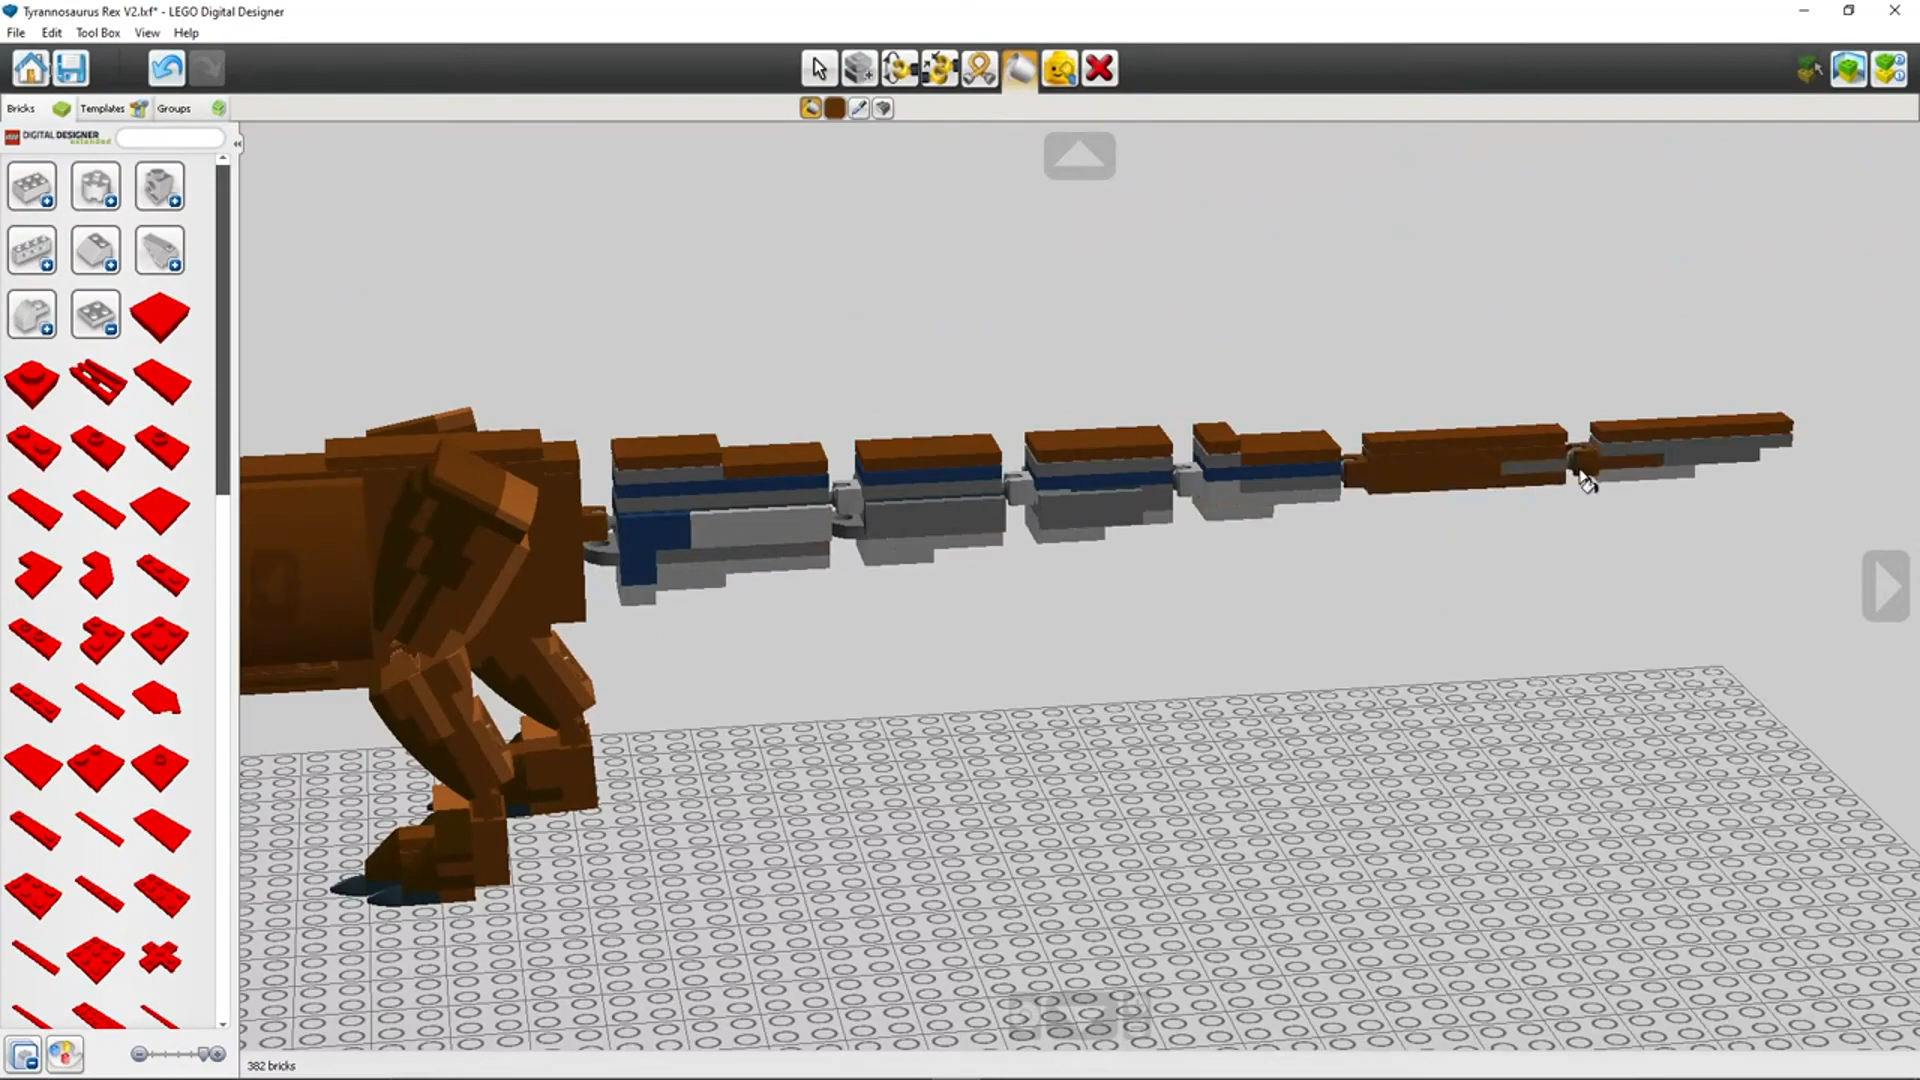 Tyrannosaurus Rex V2.lxf* - LEGO Digital Designer
File Edit Tool Box View Help
Bricks Templates Groups
DIGITAL DESIGNER
extended
382 bricks